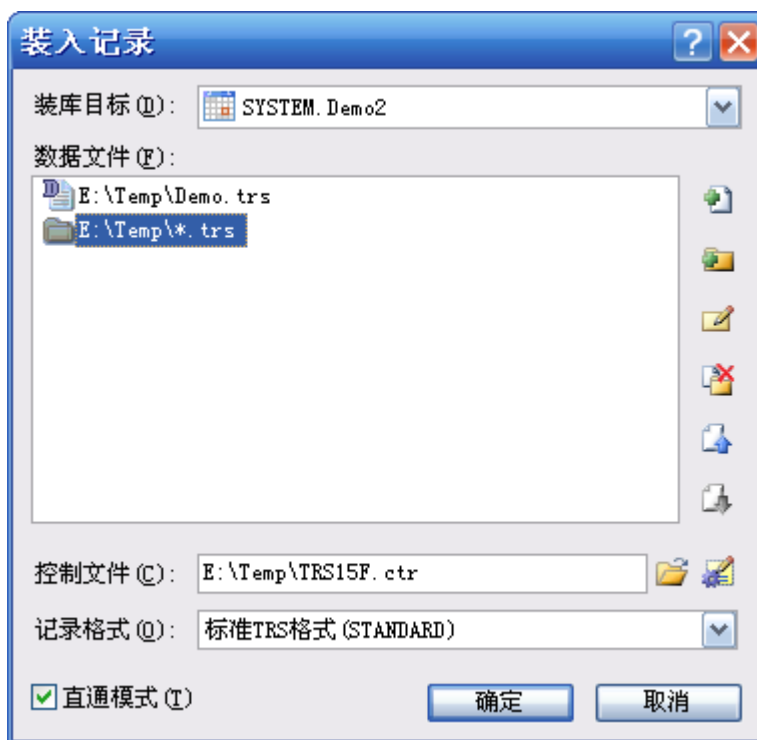 装入记录
装库目标(D): SYSTEM.Demo2
数据文件(F):
E:\Temp\Demo.trs
E:\Temp\*.trs
控制文件(C): E:\Temp\TRS15F.ctr
记录格式(O): 标准TRS格式(STANDARD)
直通模式(T) 确定 取消